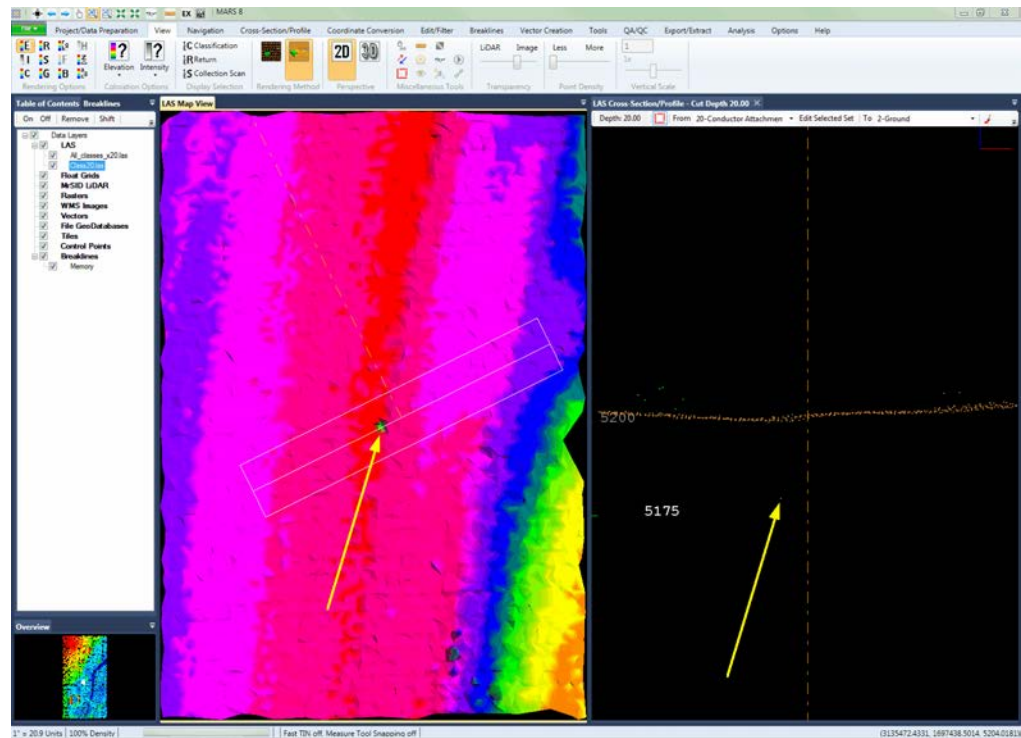 EX MARS 8
File Project/Data Preparation View Navigation Cross-Section/Profile Coordinate Conversion Edit/Filter Breaklines Vector Creation Tools QA/QC Export/Extract Analysis Options Help
E R H C Classification LiDAR Image Less More 1
I S F E Elevation Intensity R Return 2D 3D 1x
C G B S Collection Scan
Rendering Options Colorization Options Display Selection Rendering Method Perspective Miscellaneous Tools Transparency Point Density Vertical Scale
Table of Contents Breaklines
On Off Remove Shift
Data Layers
LAS
All_classes_x20.las
Class20.las
Float Grids
MrSID LiDAR
Rasters
WMS Images
Vectors
File GeoDatabases
Tiles
Control Points
Breaklines
Memory
Overview
LAS Map View
LAS Cross-Section/Profile - Cut Depth 20.00
Depth: 20.00 From 20-Conductor Attachmen Edit Selected Set To 2-Ground
5200
5175
1" = 20.9 Units 100% Density Fast TIN off, Measure Tool Snapping off (3135472.4331, 1697438.5014, 5204.0181)